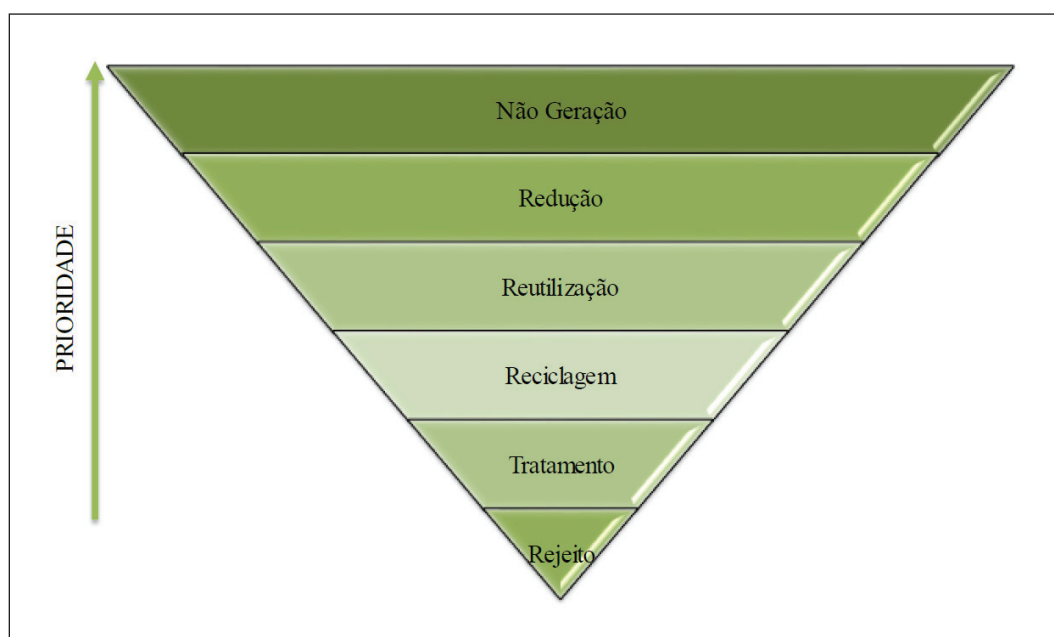 PRIORIDADE
Não Geração
Redução
Reutilização
Reciclagem
Tratamento
Rejeito